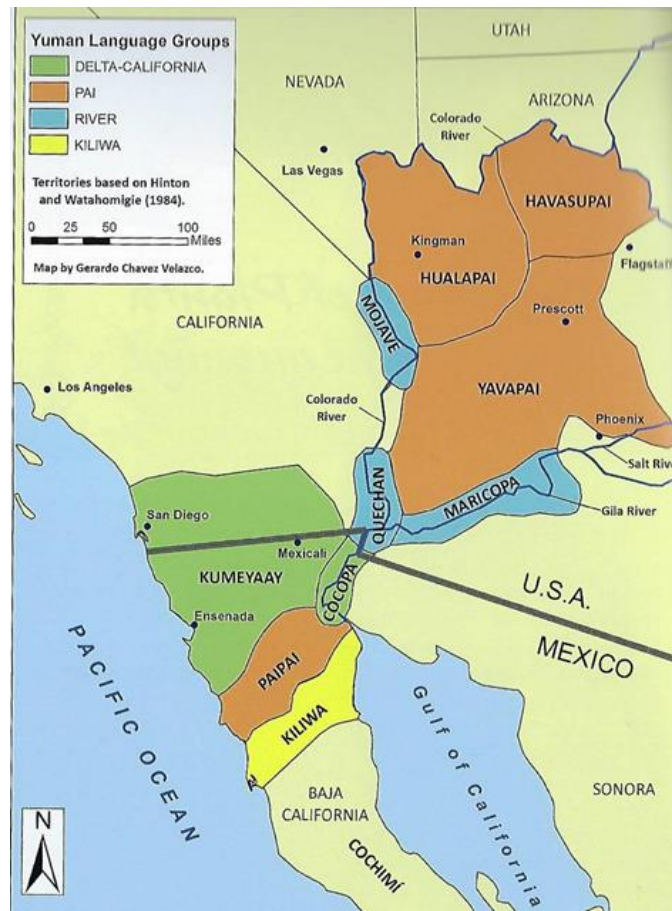 Yuman Language Groups
DELTA-CALIFORNIA
PAI
RIVER
KILIWA
Territories based on Hinton
and Watahomigie (1984).
0 25 50 100
Miles
Map by Gerardo Chavez Velazco.
UTAH
NEVADA
ARIZONA
Colorado
River
Las Vegas
HAVASUPAI
Kingman
HUALAPAI
Flagstaff
MOJAVE
Prescott
CALIFORNIA
YAVAPAI
Los Angeles
Colorado
River
Phoenix
Salt Rive
QUECHAN
MARICOPA
Gila River
San Diego
Mexicali
KUMEYAAY
COCOPA
U.S.A.
MEXICO
Ensenada
PAIPAI
KILIWA
PACIFIC OCEAN
Gulf of California
SONORA
BAJA
CALIFORNIA
COCHIMÍ
N